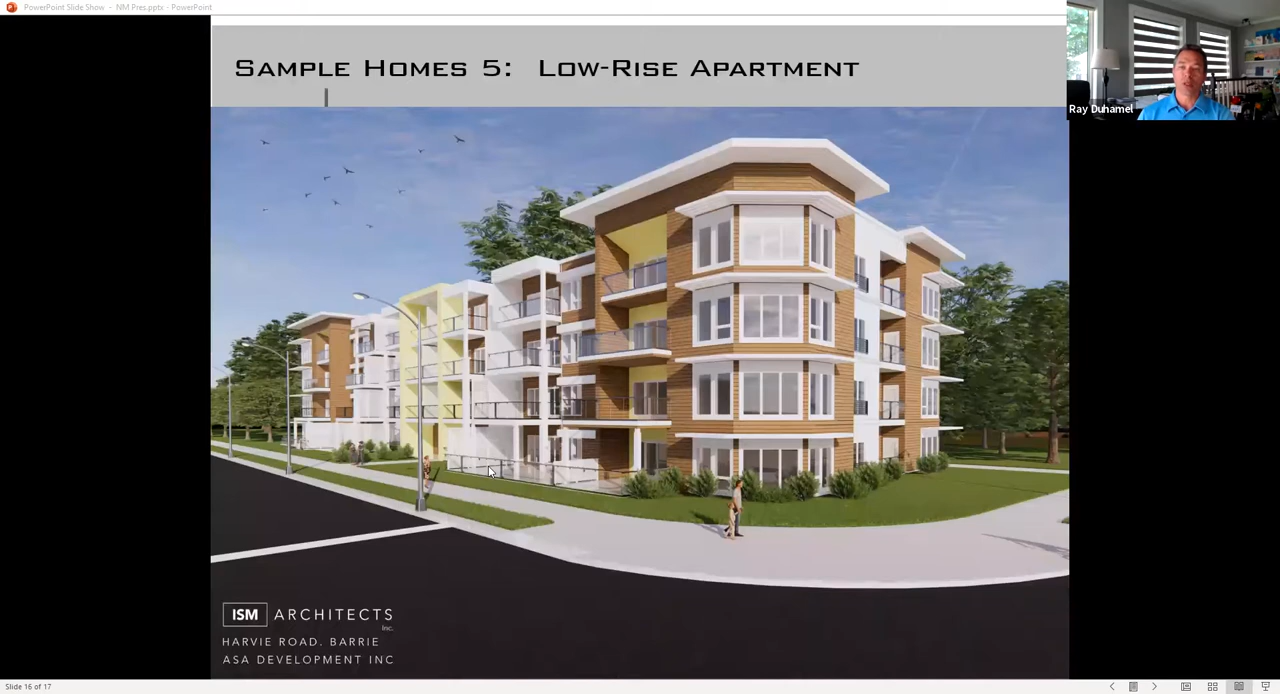 PowerPoint Slide Show - NM Pres.pptx - PowerPoint
Sample Homes 5: Low-Rise Apartment
Ray Duhamel
ISM ARCHITECTS
Inc.
HARVIE ROAD. BARRIE
ASA DEVELOPMENT INC
Slide 16 of 17